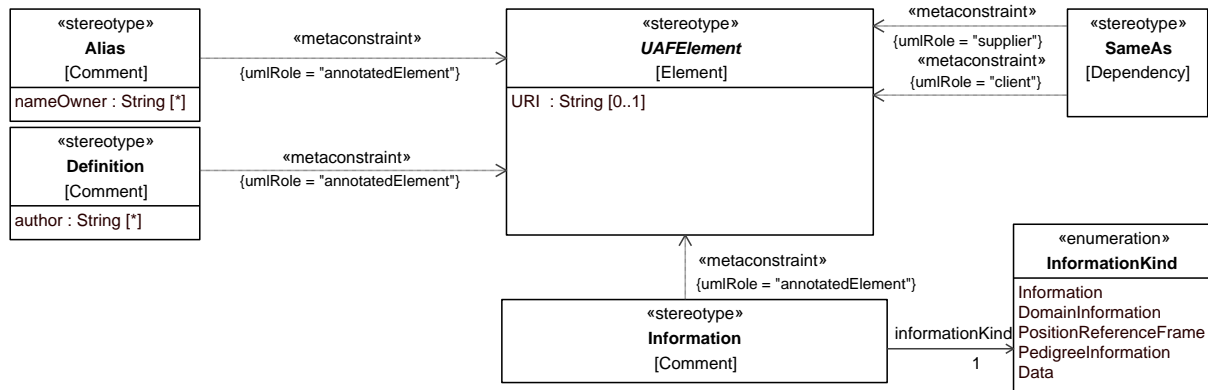 «stereotype»
Alias
[Comment]
nameOwner : String [*]
«metaconstraint»
{umlRole = "annotatedElement"}
«stereotype»
UAFElement
[Element]
URI : String [0..1]
«metaconstraint»
{umlRole = "supplier"}
«metaconstraint»
{umlRole = "client"}
«stereotype»
SameAs
[Dependency]
«stereotype»
Definition
[Comment]
author : String [*]
«metaconstraint»
{umlRole = "annotatedElement"}
«metaconstraint»
{umlRole = "annotatedElement"}
«stereotype»
Information
[Comment]
informationKind
1
«enumeration»
InformationKind
Information
DomainInformation
PositionReferenceFrame
PedigreeInformation
Data